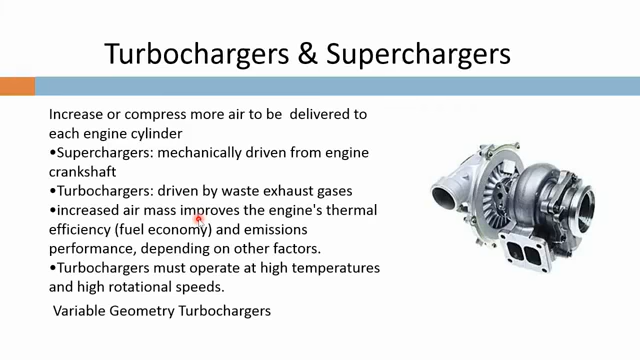 Turbochargers & Superchargers
Increase or compress more air to be  delivered to
each engine cylinder
•Superchargers: mechanically driven from engine
crankshaft
•Turbochargers: driven by waste exhaust gases
•increased air mass improves the engine's thermal
efficiency (fuel economy) and emissions
performance, depending on other factors.
•Turbochargers must operate at high temperatures
and high rotational speeds.
Variable Geometry Turbochargers